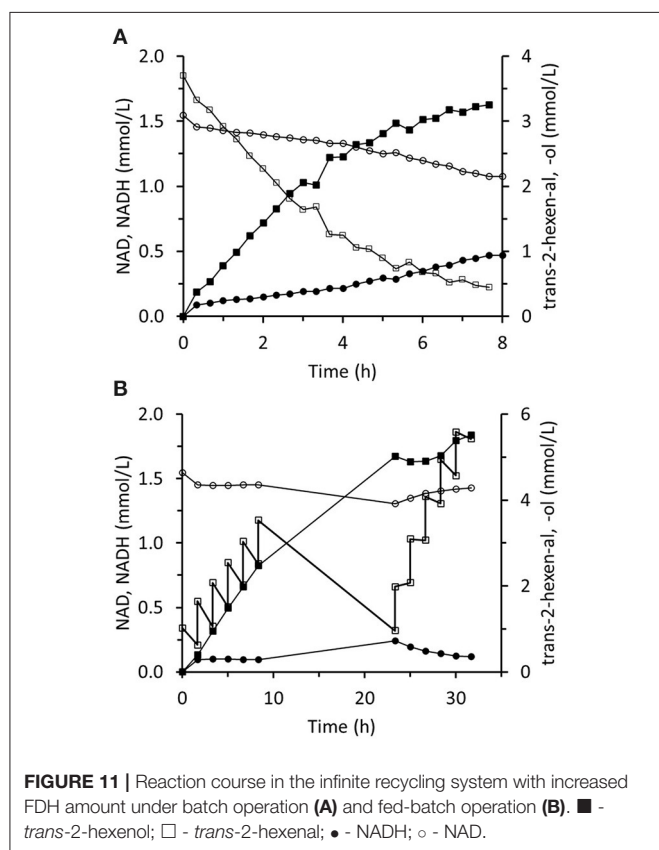 A
2.0
1.5
1.0
0.5
0.0
NAD, NADH (mmol/L)
4
3
2
1
0
trans-2-hexen-al, -ol (mmol/L)
0 2 4 6 8
Time (h)
B
2.0
1.5
1.0
0.5
0.0
NAD, NADH (mmol/L)
6
4
2
0
trans-2-hexen-al, -ol (mmol/L)
0 10 20 30
Time (h)
FIGURE 11 | Reaction course in the infinite recycling system with increased
FDH amount under batch operation (A) and fed-batch operation (B). ■ -
trans-2-hexenol; □ - trans-2-hexenal; ● - NADH; ○ - NAD.